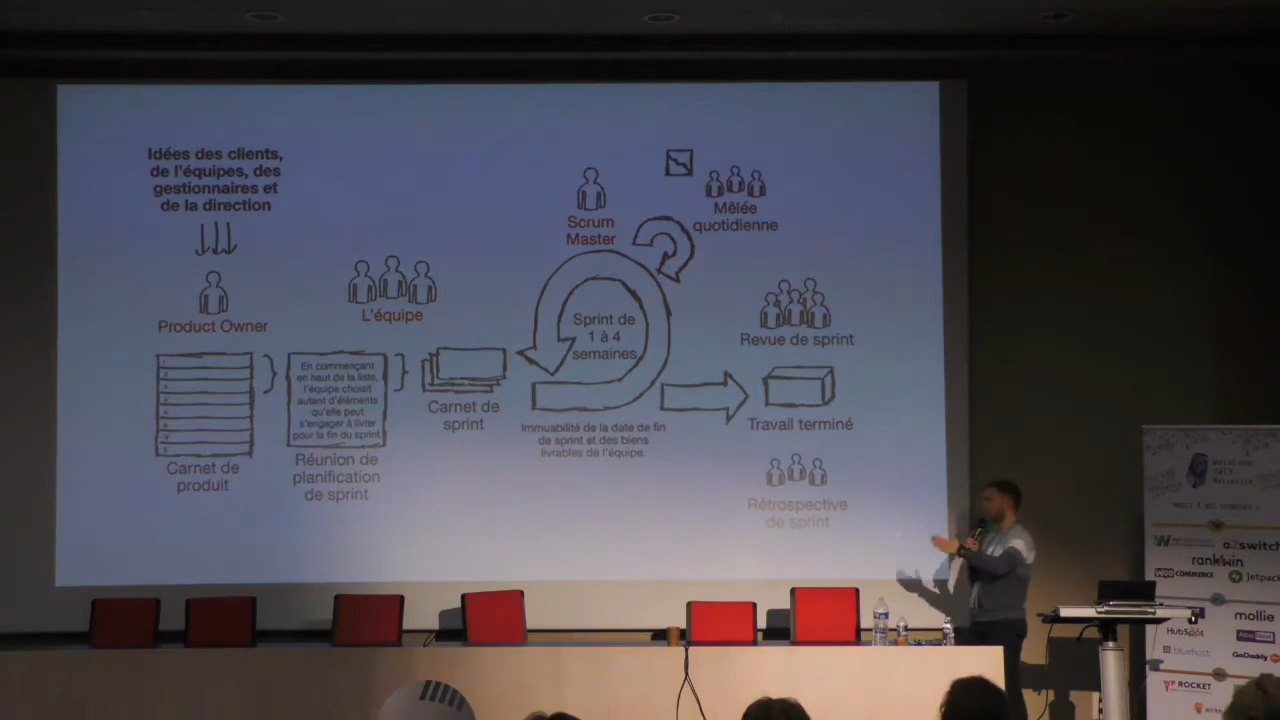 Idées des clients,
de l'équipes, des
gestionnaires et
de la direction
Product Owner
Carnet de
produit
L'équipe
En commençant
en haut de la liste,
l'équipe choisit
autant d'éléments
qu'elle peut
s'engager à livrer
pour la fin du sprint
Réunion de
planification
de sprint
Carnet de
sprint
Scrum
Master
Mêlée
quotidienne
Sprint de
1 à 4
semaines
Immuabilité de la date de fin
de sprint et des biens
livrables de l'équipe.
Revue de sprint
Travail terminé
Rétrospective
de sprint
o2switch
rankwin
WOO COMMERCE
Jetpack
mollie
HubSpot
bluehost
GoDaddy
WP ROCKET